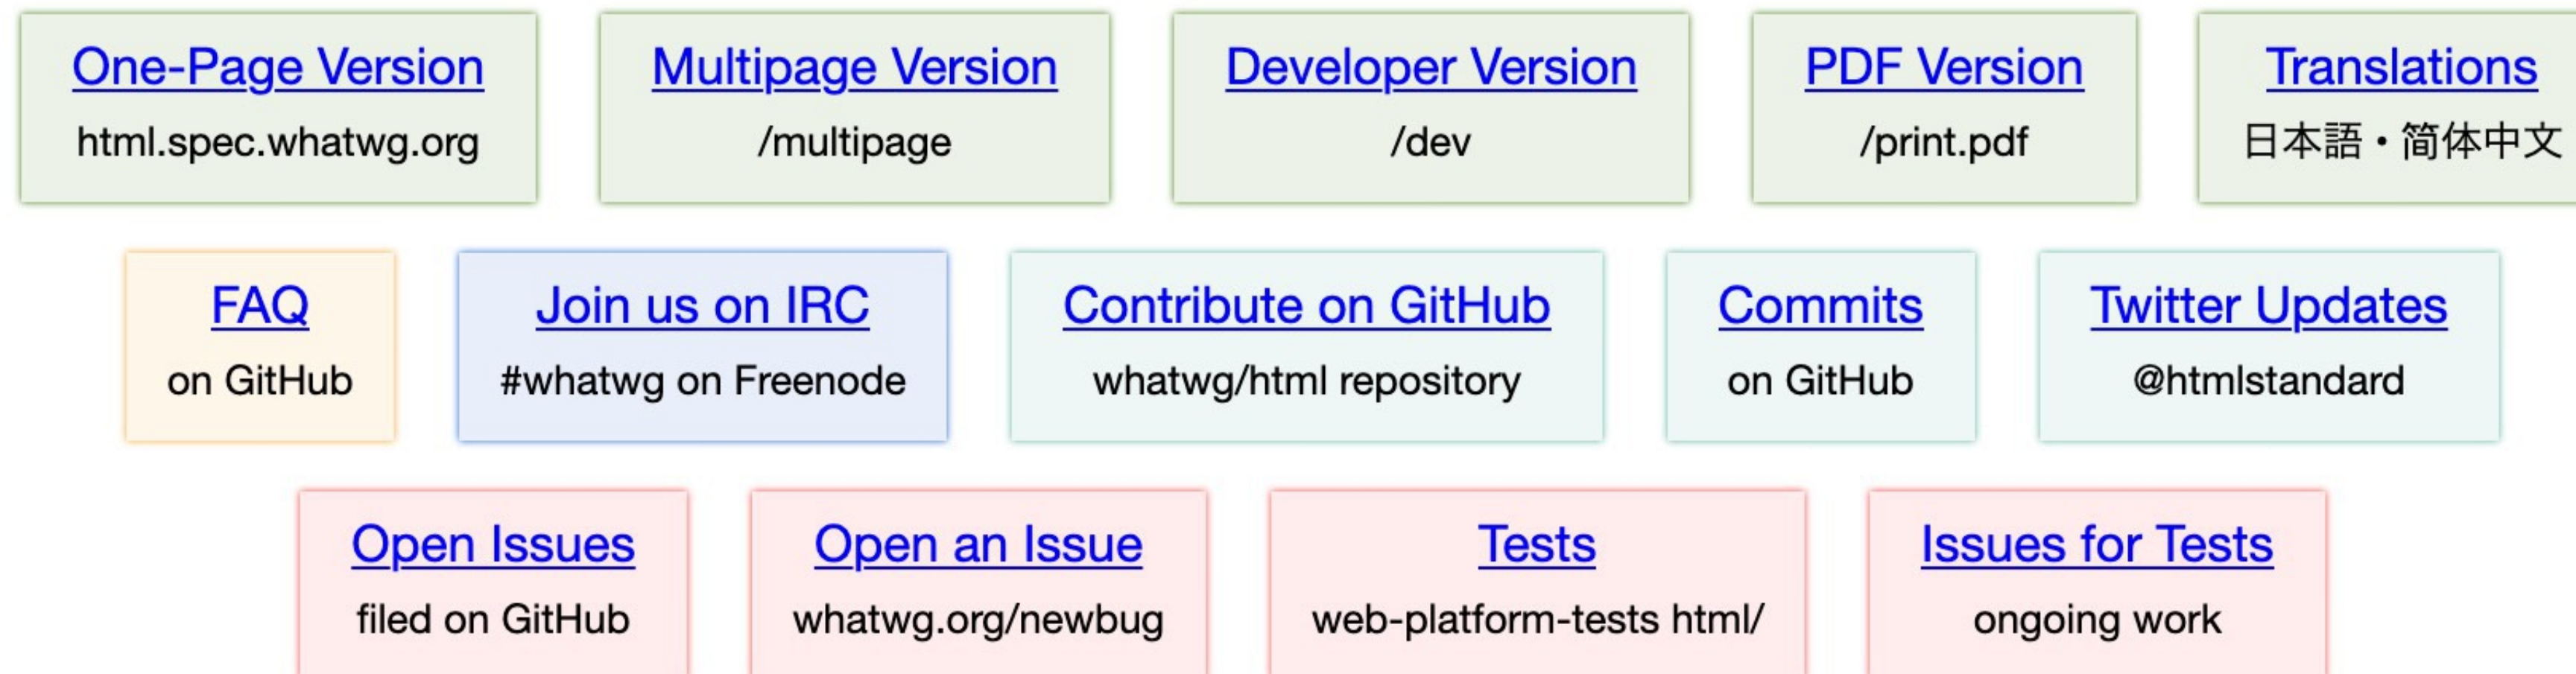 One-Page Version
html.spec.whatwg.org
Multipage Version
/multipage
Developer Version
/dev
PDF Version
/print.pdf
Translations
日本語・简体中文
FAQ
on GitHub
Join us on IRC
#whatwg on Freenode
Contribute on GitHub
whatwg/html repository
Commits
on GitHub
Twitter Updates
@htmlstandard
Open Issues
filed on GitHub
Open an Issue
whatwg.org/newbug
Tests
web-platform-tests html/
Issues for Tests
ongoing work